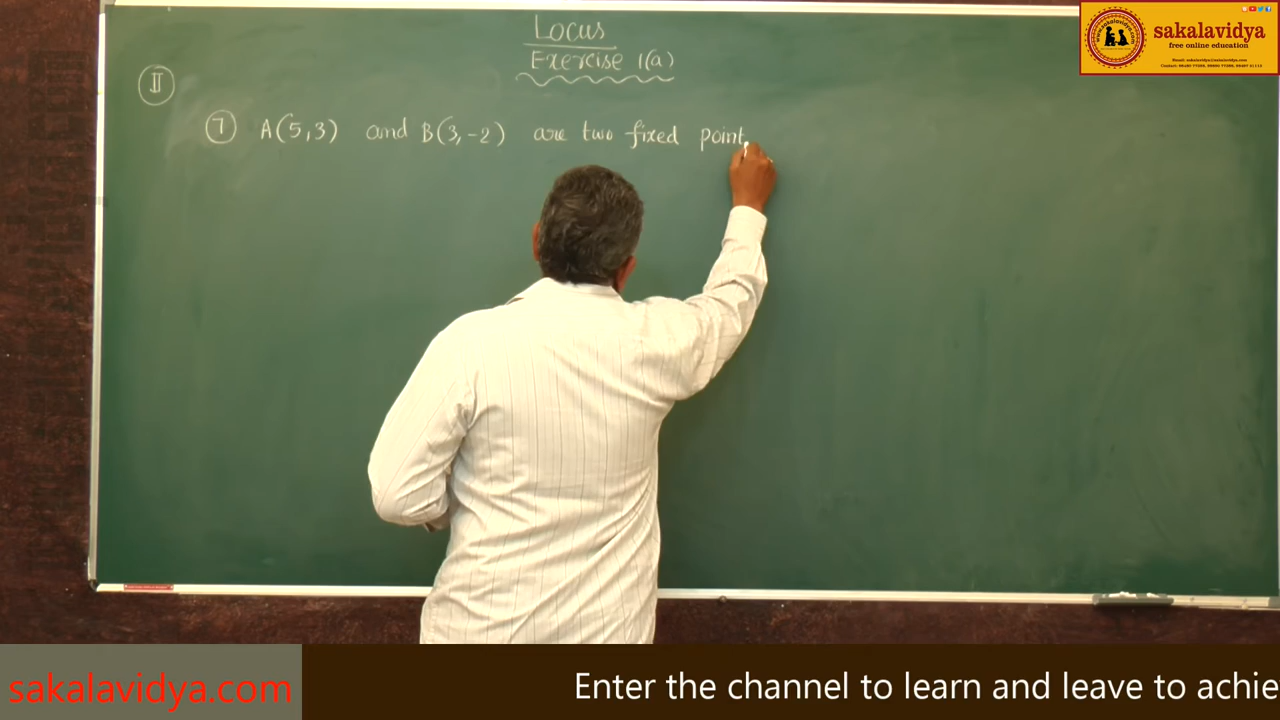 Locus
Exercise 1(a)
II
7 A(5,3) and B(3,-2) are two fixed point
sakalavidya
free online education
sakalavidya.com
Enter the channel to learn and leave to achie